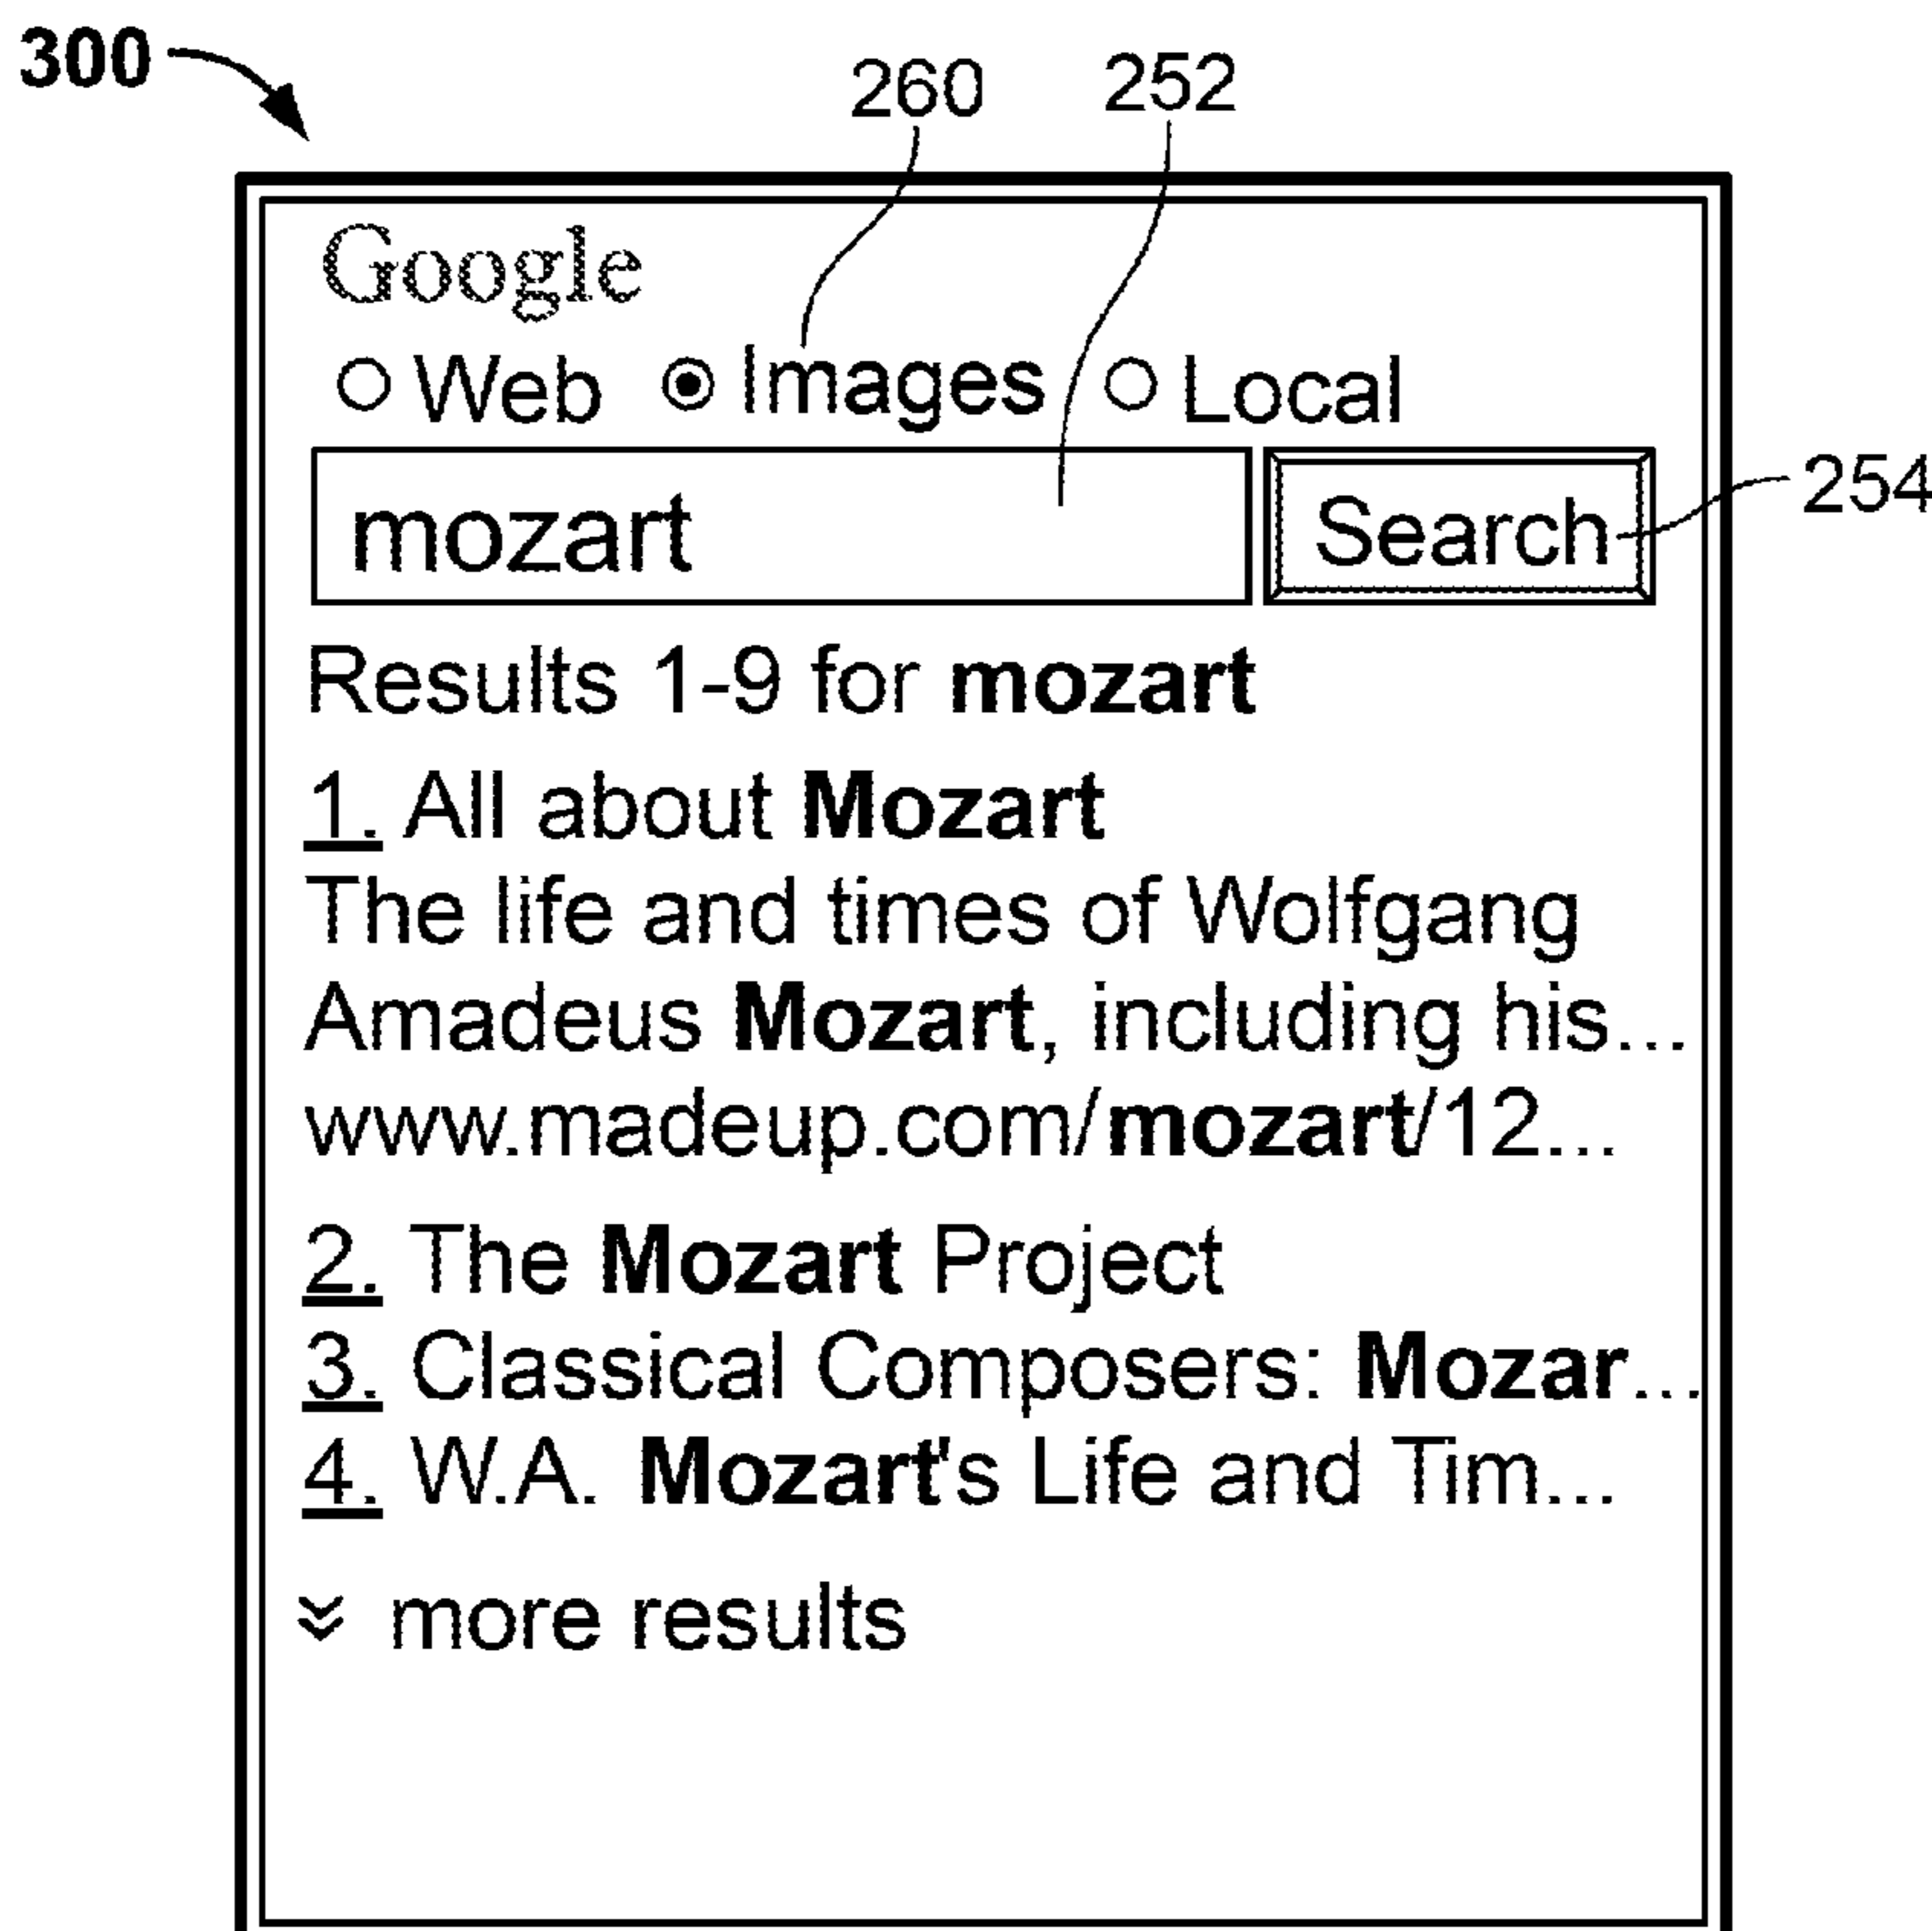 300
260 252
Google
Web Images Local
mozart Search 254
Results 1-9 for mozart
1. All about Mozart
The life and times of Wolfgang
Amadeus Mozart, including his...
www.madeup.com/mozart/12...
2. The Mozart Project
3. Classical Composers: Mozar...
4. W.A. Mozart's Life and Tim...
more results